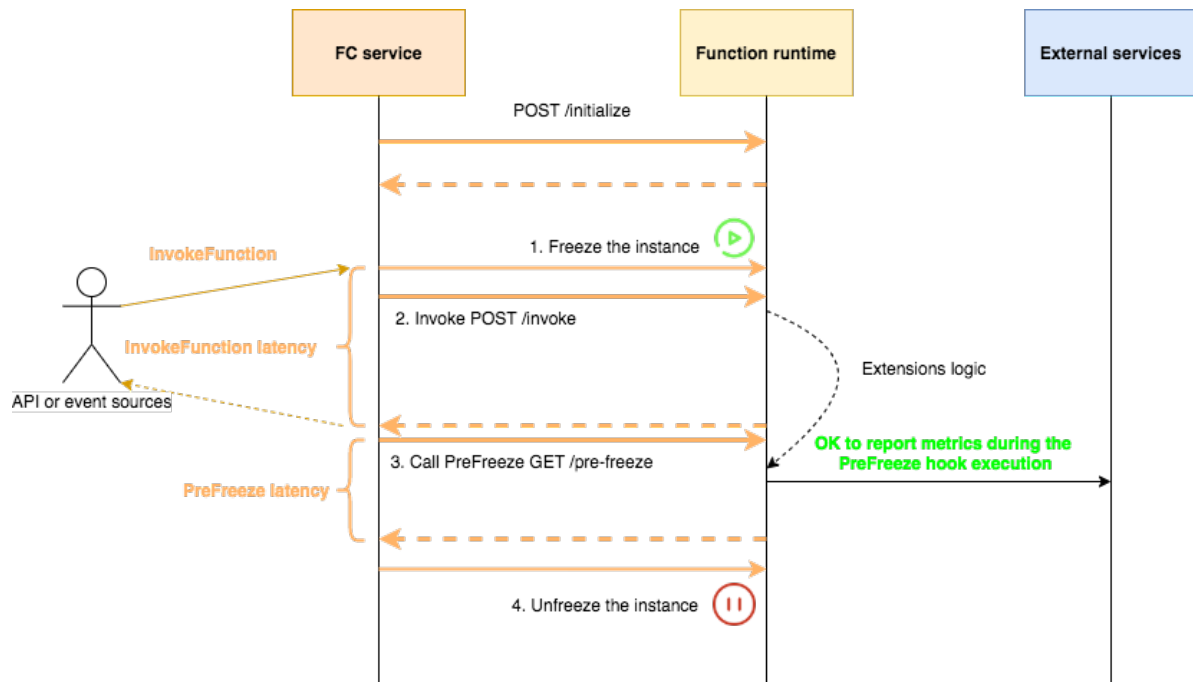 FC service
Function runtime
External services
POST /initialize
1. Freeze the instance
InvokeFunction
2. Invoke POST /invoke
InvokeFunction latency
Extensions logic
API or event sources
OK to report metrics during the
PreFreeze hook execution
3. Call PreFreeze GET /pre-freeze
PreFreeze latency
4. Unfreeze the instance